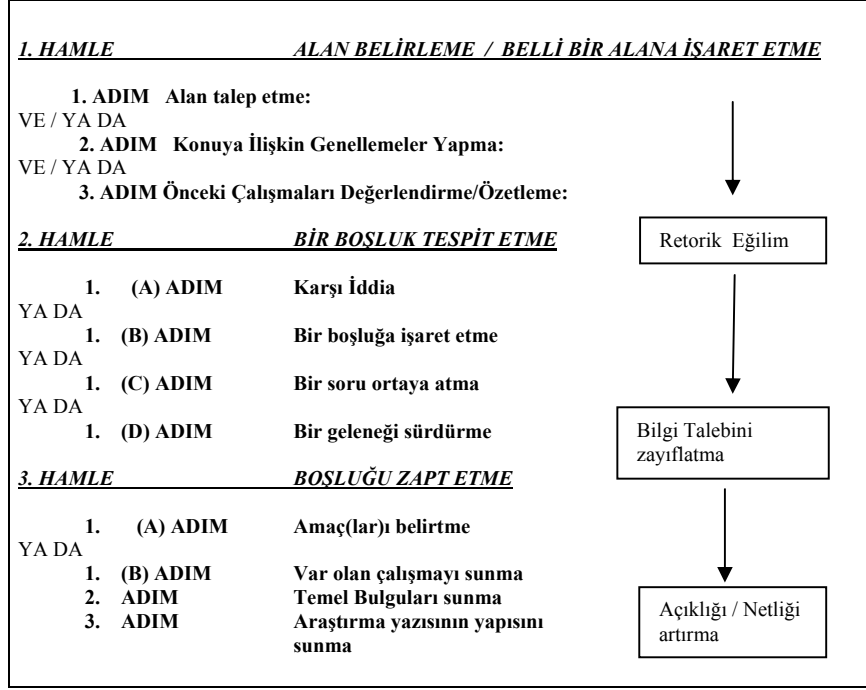 1. HAMLE ALAN BELİRLEME / BELLİ BİR ALANA İŞARET ETME
1. ADIM Alan talep etme:
VE / YA DA
2. ADIM Konuya İlişkin Genellemeler Yapma:
VE / YA DA
3. ADIM Önceki Çalışmaları Değerlendirme/Özetleme:
2. HAMLE BİR BOŞLUK TESPİT ETME
Retorik Eğilim
1. (A) ADIM Karşı İddia
YA DA
1. (B) ADIM Bir boşluğa işaret etme
YA DA
1. (C) ADIM Bir soru ortaya atma
YA DA
1. (D) ADIM Bir geleneği sürdürme
Bilgi Talebini
zayıflatma
3. HAMLE BOŞLUĞU ZAPT ETME
1. (A) ADIM Amaç(lar)ı belirtme
YA DA
1. (B) ADIM Var olan çalışmayı sunma
2. ADIM Temel Bulguları sunma
3. ADIM Araştırma yazısının yapısını
sunma
Açıklığı / Netliği
artırma